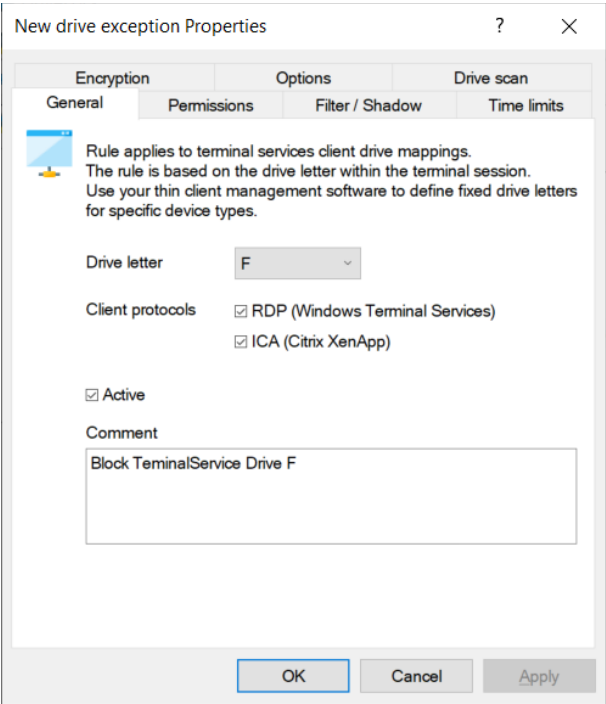 New drive exception Properties
?
Encryption
Options
Drive scan
General
Permissions
Filter / Shadow
Time limits
Rule applies to terminal services client drive mappings.
The rule is based on the drive letter within the terminal session.
Use your thin client management software to define fixed drive letters
for specific device types.
Drive letter
F
Client protocols
RDP (Windows Terminal Services)
ICA (Citrix XenApp)
Active
Comment
Block TeminalService Drive F
OK
Cancel
Apply